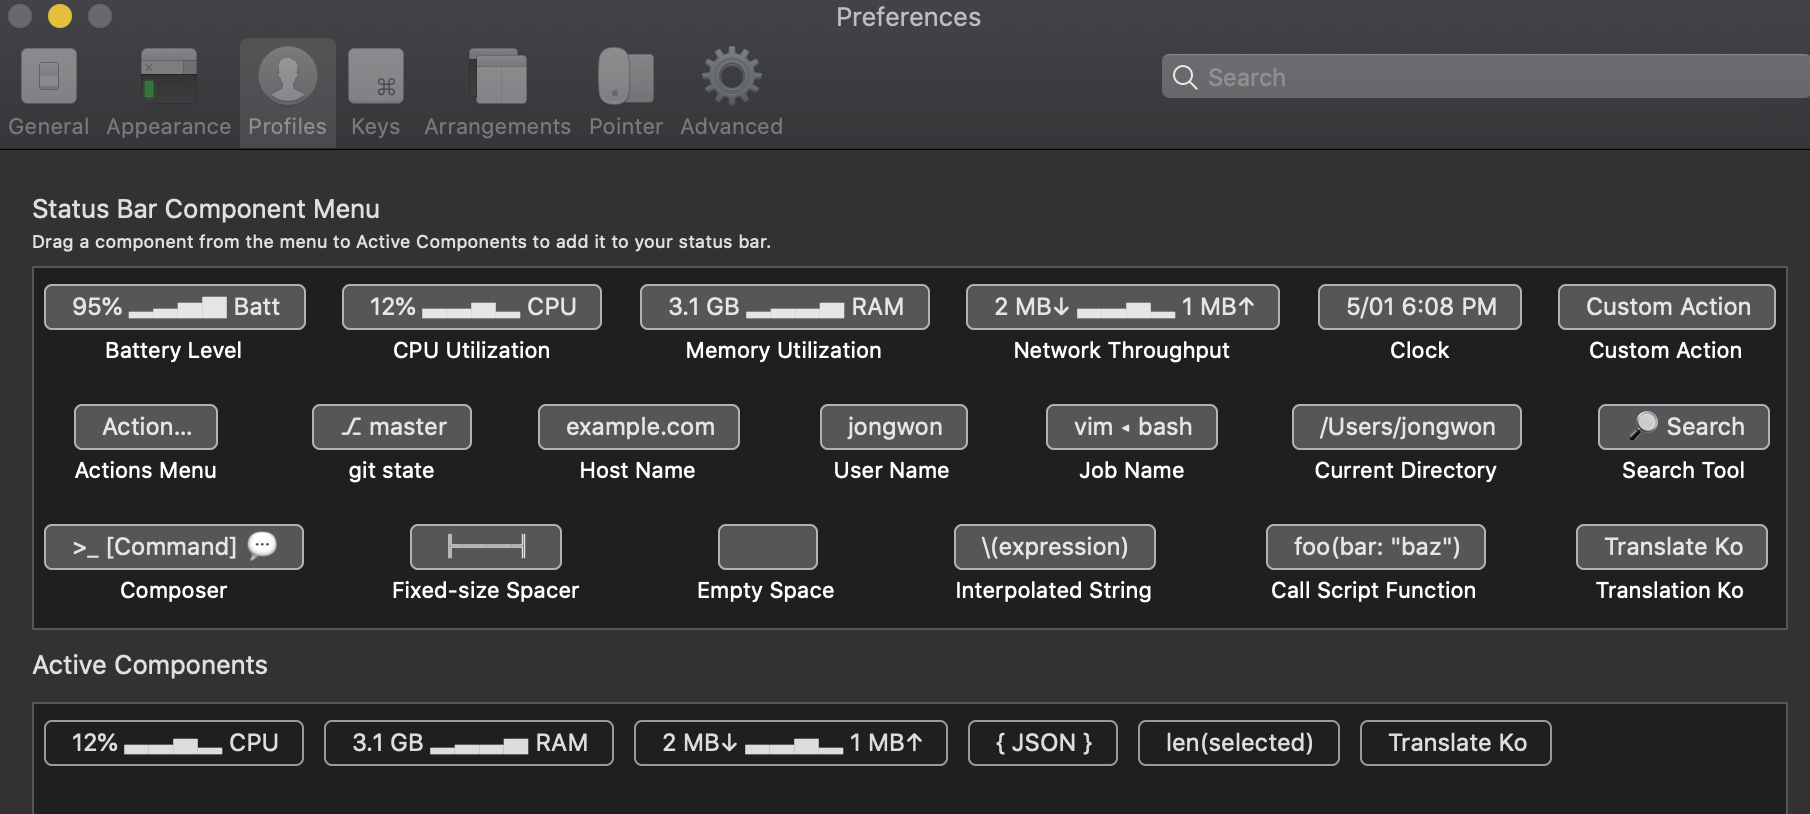 Preferences
General Appearance Profiles Keys Arrangements Pointer Advanced
Search
Status Bar Component Menu
Drag a component from the menu to Active Components to add it to your status bar.
95% Batt 12% CPU 3.1 GB RAM 2 MB↓ 1 MB↑ 5/01 6:08 PM Custom Action
Battery Level CPU Utilization Memory Utilization Network Throughput Clock Custom Action
Action... master example.com jongwon vim ◂ bash /Users/jongwon Search
Actions Menu git state Host Name User Name Job Name Current Directory Search Tool
>_ [Command] \(expression) foo(bar: "baz") Translate Ko
Composer Fixed-size Spacer Empty Space Interpolated String Call Script Function Translation Ko
Active Components
12% CPU 3.1 GB RAM 2 MB↓ 1 MB↑ { JSON } len(selected) Translate Ko